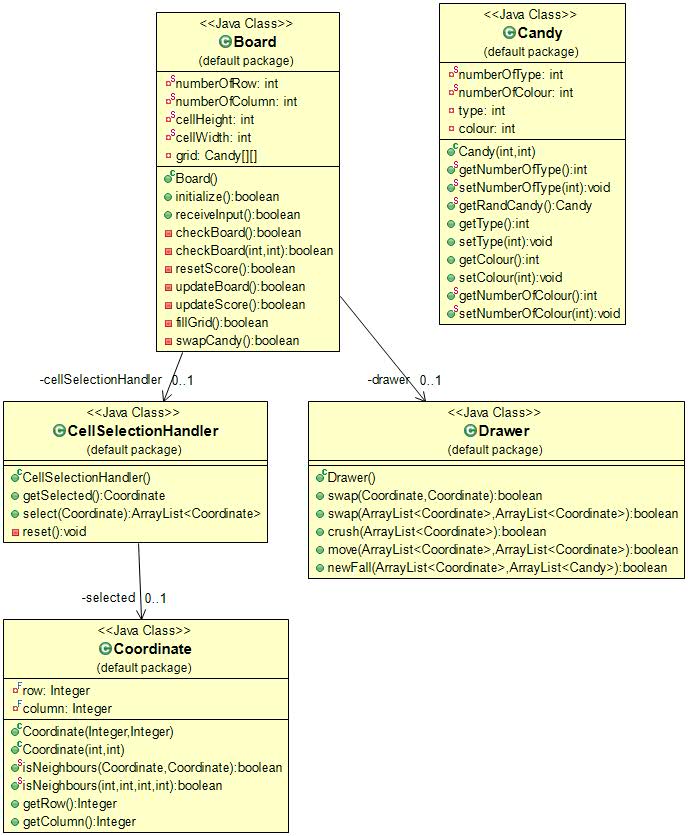 <<Java Class>>
Board
(default package)
numberOfRow: int
numberOfColumn: int
cellHeight: int
cellWidth: int
grid: Candy[][]
Board()
initialize():boolean
receiveInput():boolean
checkBoard():boolean
checkBoard(int,int):boolean
resetScore():boolean
updateBoard():boolean
updateScore():boolean
fillGrid():boolean
swapCandy():boolean
<<Java Class>>
Candy
(default package)
numberOfType: int
numberOfColour: int
type: int
colour: int
Candy(int,int)
getNumberOfType():int
setNumberOfType(int):void
getRandCandy():Candy
getType():int
setType(int):void
getColour():int
setColour(int):void
getNumberOfColour():int
setNumberOfColour(int):void
-cellSelectionHandler 0..1
-drawer 0..1
<<Java Class>>
CellSelectionHandler
(default package)
CellSelectionHandler()
getSelected():Coordinate
select(Coordinate):ArrayList<Coordinate>
reset():void
<<Java Class>>
Drawer
(default package)
Drawer()
swap(Coordinate,Coordinate):boolean
swap(ArrayList<Coordinate>,ArrayList<Coordinate>):boolean
crush(ArrayList<Coordinate>):boolean
move(ArrayList<Coordinate>,ArrayList<Coordinate>):boolean
newFall(ArrayList<Coordinate>,ArrayList<Candy>):boolean
-selected 0..1
<<Java Class>>
Coordinate
(default package)
row: Integer
column: Integer
Coordinate(Integer,Integer)
Coordinate(int,int)
isNeighbours(Coordinate,Coordinate):boolean
isNeighbours(int,int,int,int):boolean
getRow():Integer
getColumn():Integer